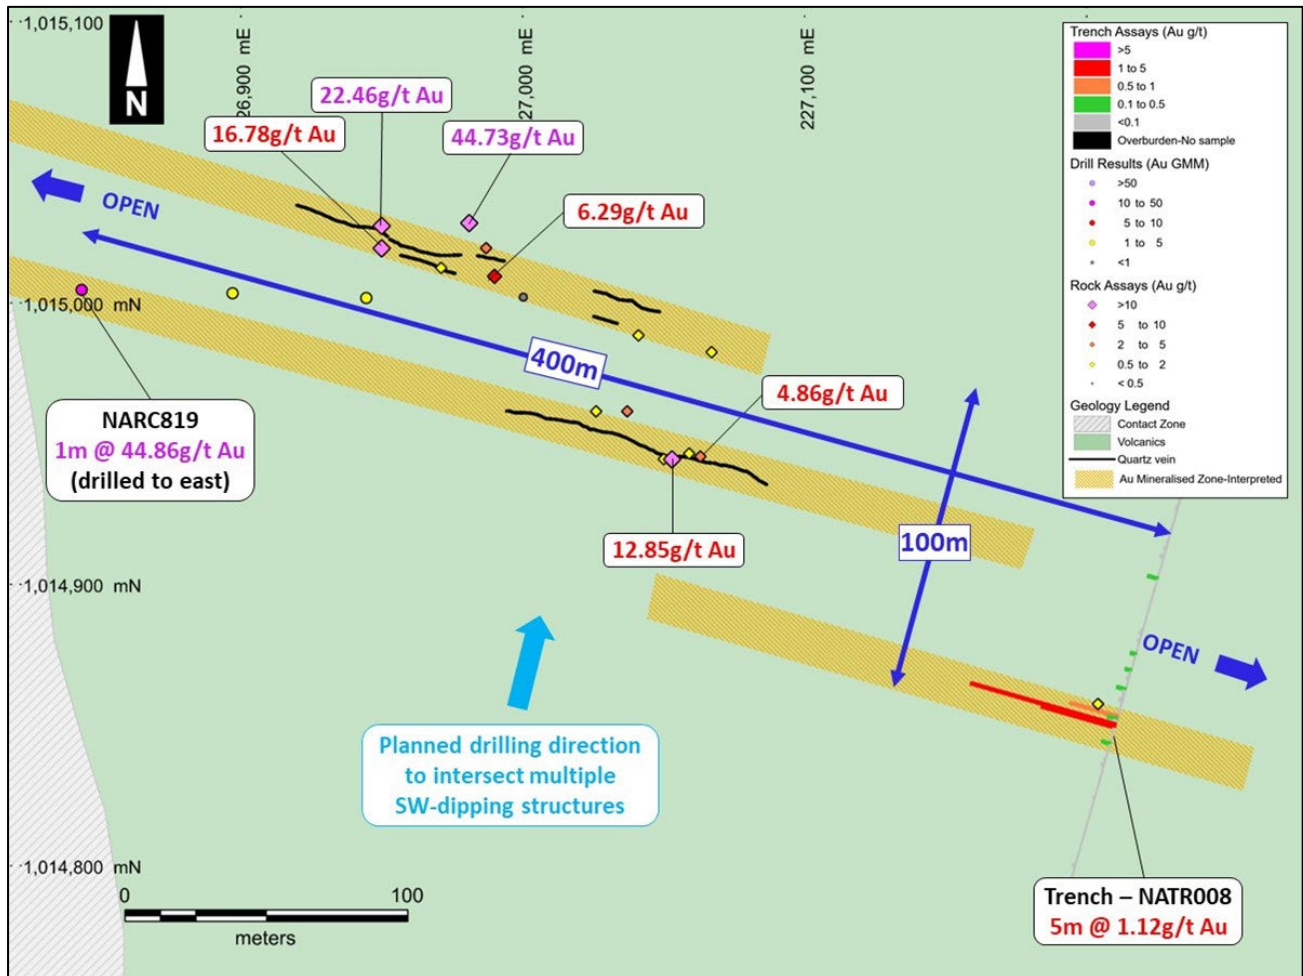 1,015,100
N
26,900 mE
27,000 mE
227,100 mE
22.46g/t Au
16.78g/t Au
44.73g/t Au
6.29g/t Au
OPEN
1,015,000 mN
400m
4.86g/t Au
NARC819
1m @ 44.86g/t Au
(drilled to east)
12.85g/t Au
100m
1,014,900 mN
OPEN
Planned drilling direction
to intersect multiple
SW-dipping structures
1,014,800 mN
0 100
meters
Trench – NATR008
5m @ 1.12g/t Au
Trench Assays (Au g/t)
>5
1 to 5
0.5 to 1
0.1 to 0.5
<0.1
Overburden-No sample
Drill Results (Au GMM)
>50
10 to 50
5 to 10
1 to 5
<1
Rock Assays (Au g/t)
>10
5 to 10
2 to 5
0.5 to 2
< 0.5
Geology Legend
Contact Zone
Volcanics
Quartz vein
Au Mineralised Zone-Interpreted